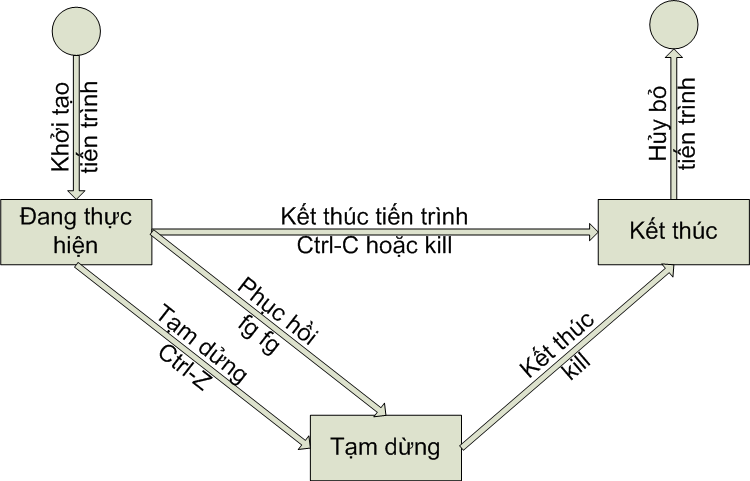 Khởi tạo
tiến trình
Hủy bỏ
tiến trình
Đang thực
hiện
Kết thúc tiến trình
Ctrl-C hoặc kill
Kết thúc
Phục hồi
fg fg
Tạm dửng
Ctrl-Z
Kết thúc
kill
Tạm dừng